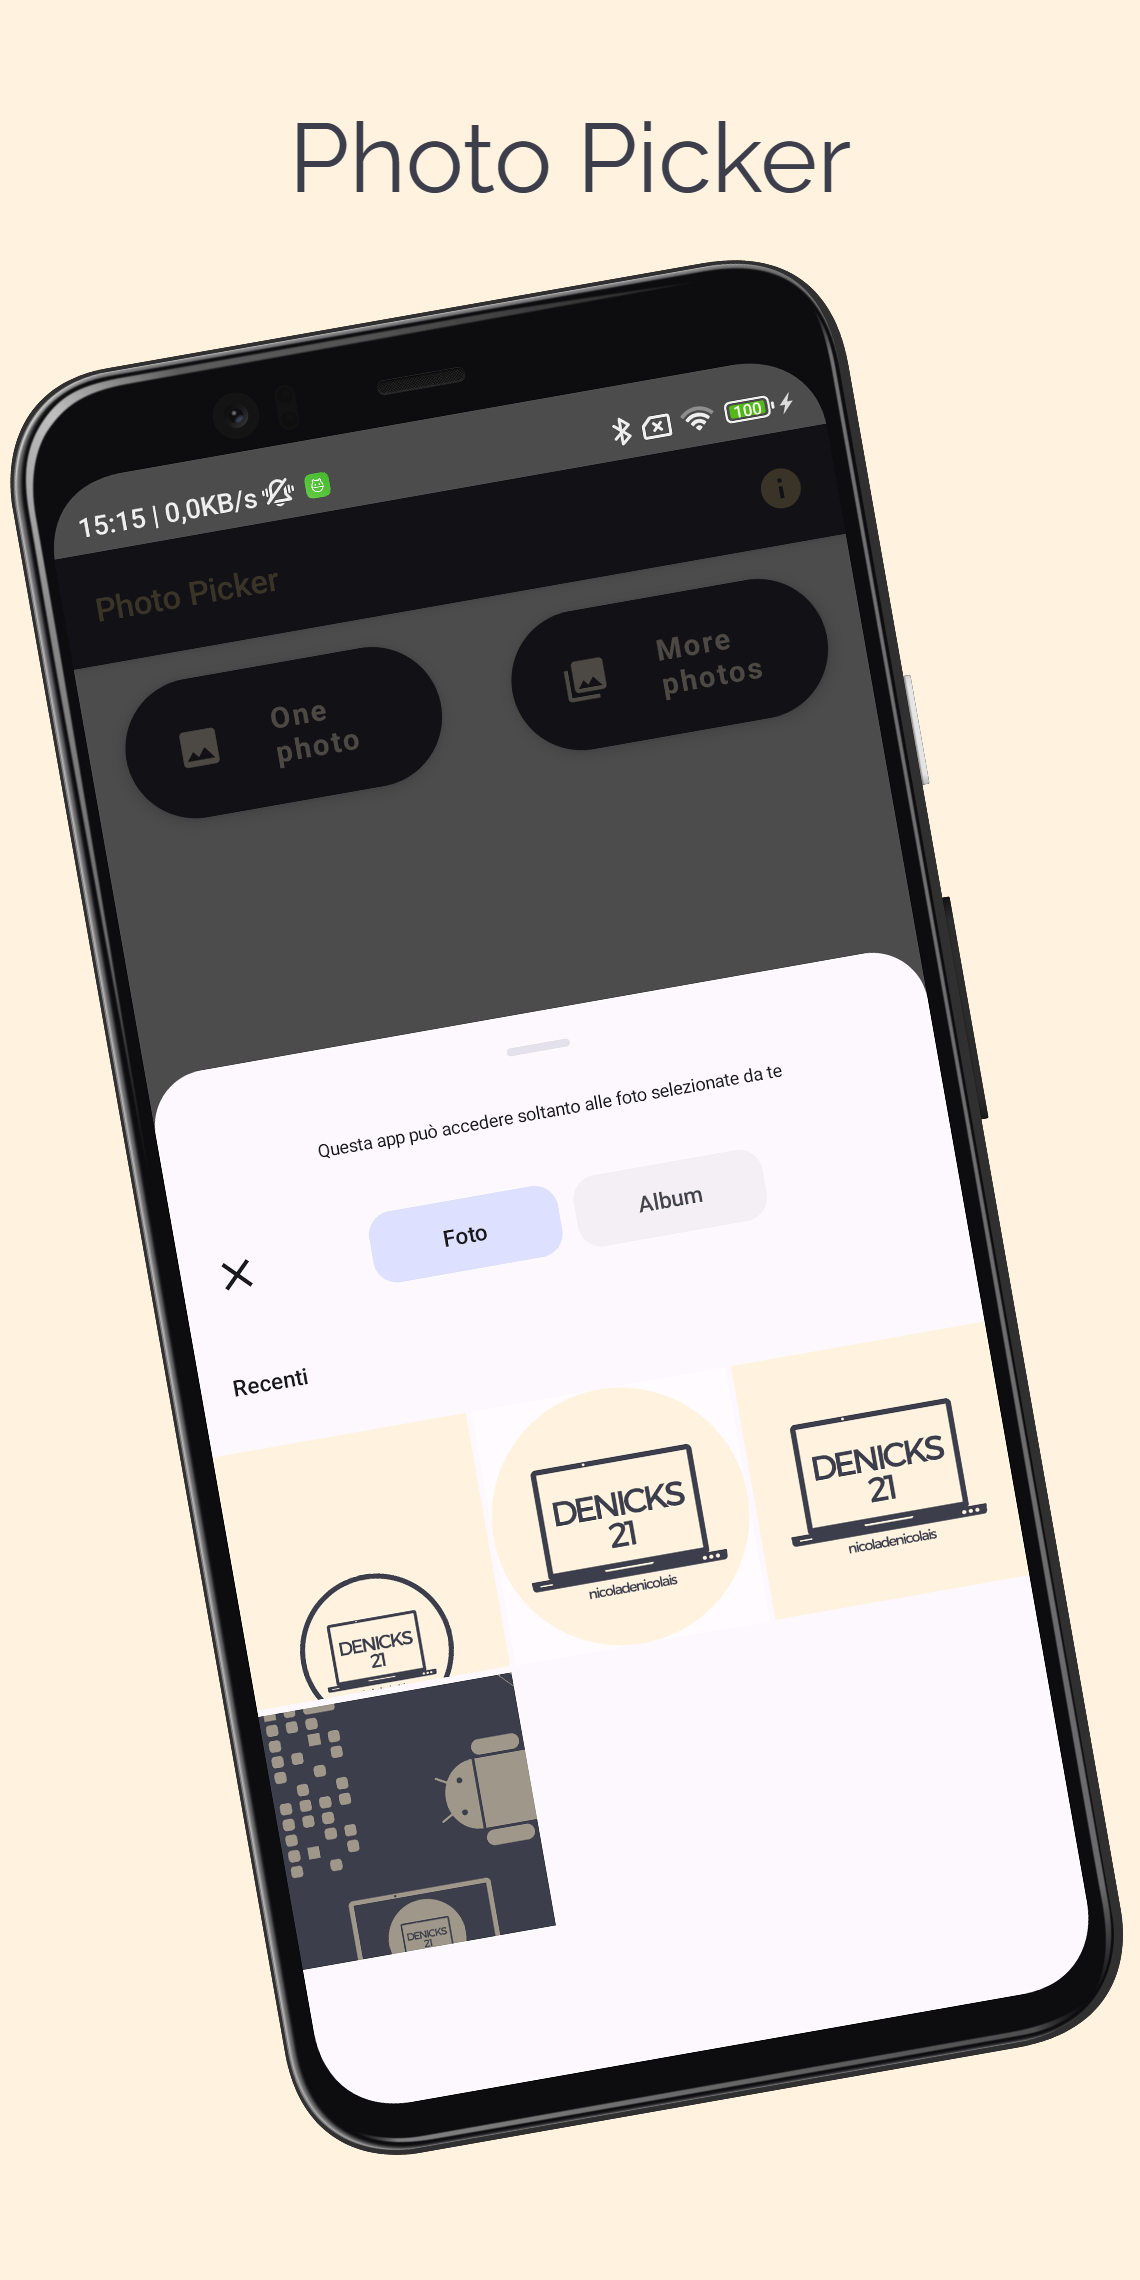 Photo Picker
15:15 | 0,0KB/s
100
Photo Picker
One
photo
More
photos
Questa app può accedere soltanto alle foto selezionate da te
Foto
Album
Recenti
DENICKS
21
DENICKS
21
nicoladenicolais
DENICKS
21
nicoladenicolais
DENICKS
21